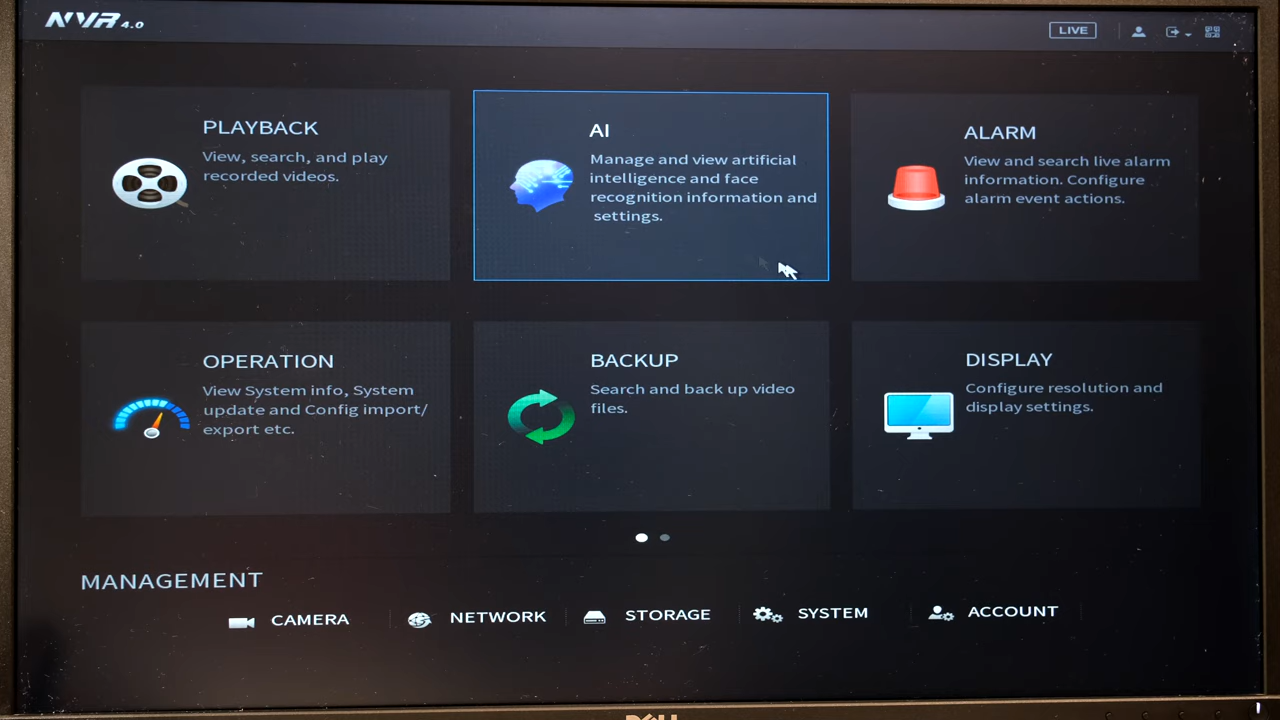 NVR 4.0
LIVE
PLAYBACK
View, search, and play
recorded videos.
AI
Manage and view artificial
intelligence and face
recognition information and
settings.
ALARM
View and search live alarm
information. Configure
alarm event actions.
OPERATION
View System info, System
update and Config import/
export etc.
BACKUP
Search and back up video
files.
DISPLAY
Configure resolution and
display settings.
MANAGEMENT
CAMERA
NETWORK
STORAGE
SYSTEM
ACCOUNT
DELL